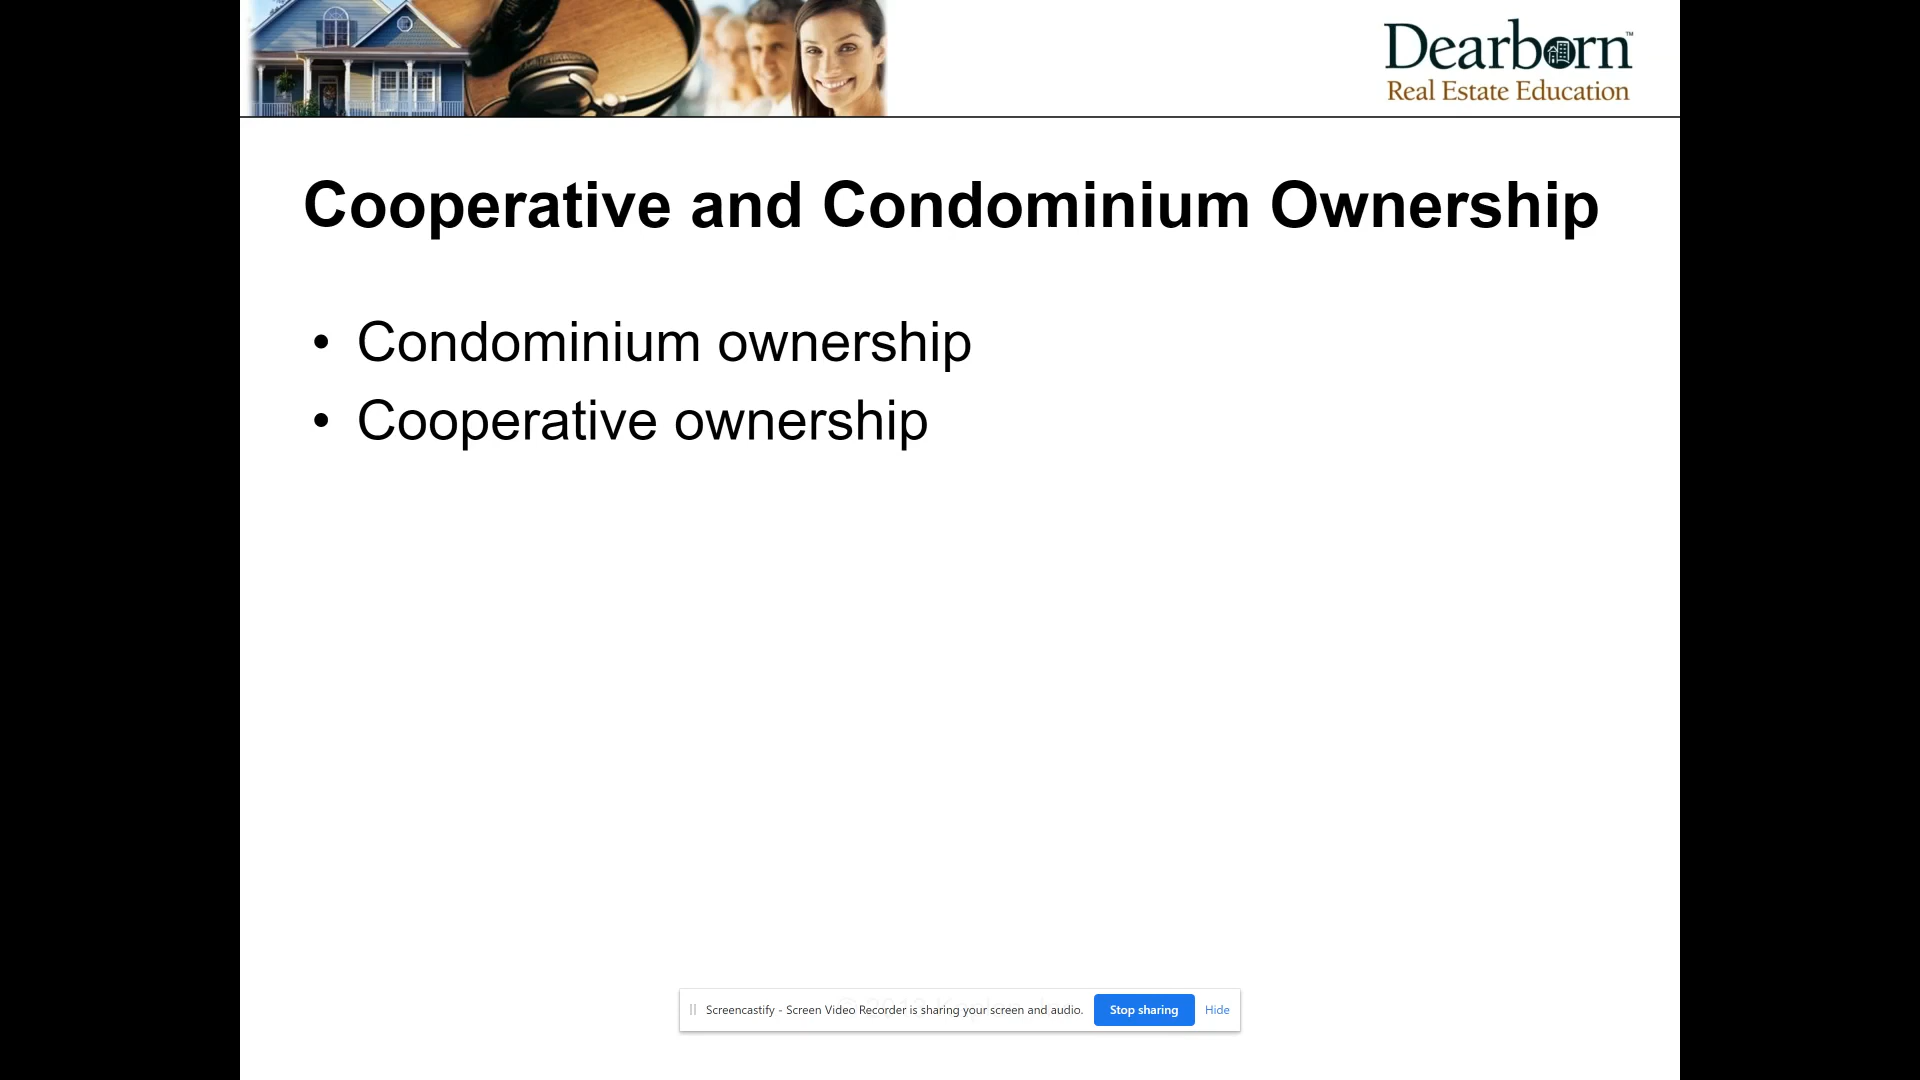 Dearborn™
Real Estate Education
Cooperative and Condominium Ownership
• Condominium ownership
• Cooperative ownership
Screencastify - Screen Video Recorder is sharing your screen and audio.
Stop sharing
Hide